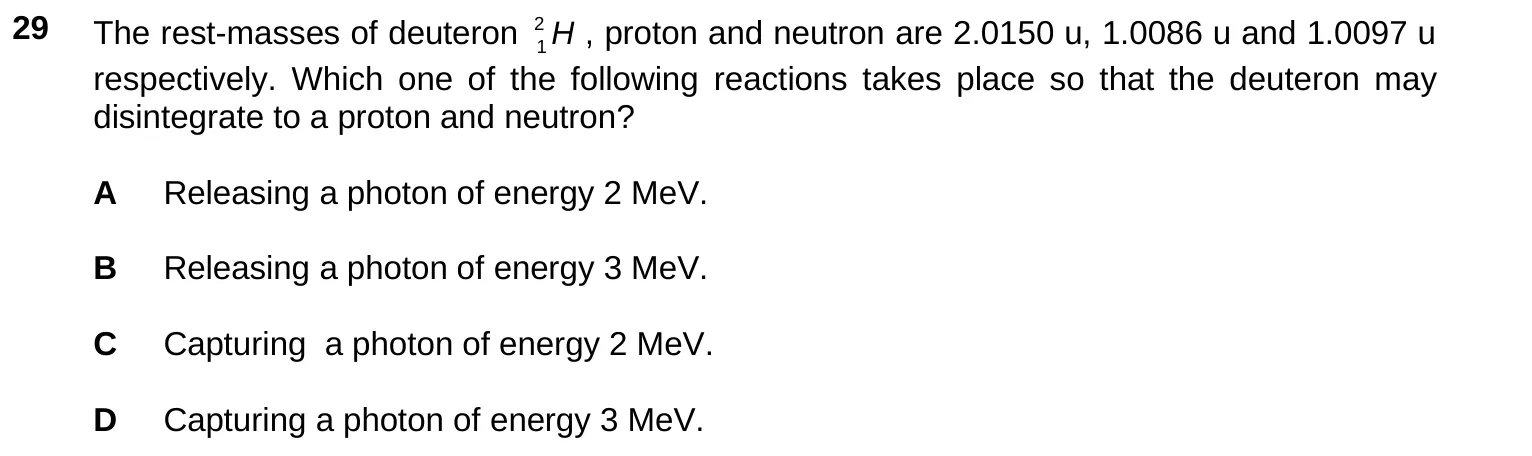 29 The rest-masses of deuteron ²₁H , proton and neutron are 2.0150 u, 1.0086 u and 1.0097 u
respectively. Which one of the following reactions takes place so that the deuteron may
disintegrate to a proton and neutron?
A Releasing a photon of energy 2 MeV.
B Releasing a photon of energy 3 MeV.
C Capturing a photon of energy 2 MeV.
D Capturing a photon of energy 3 MeV.